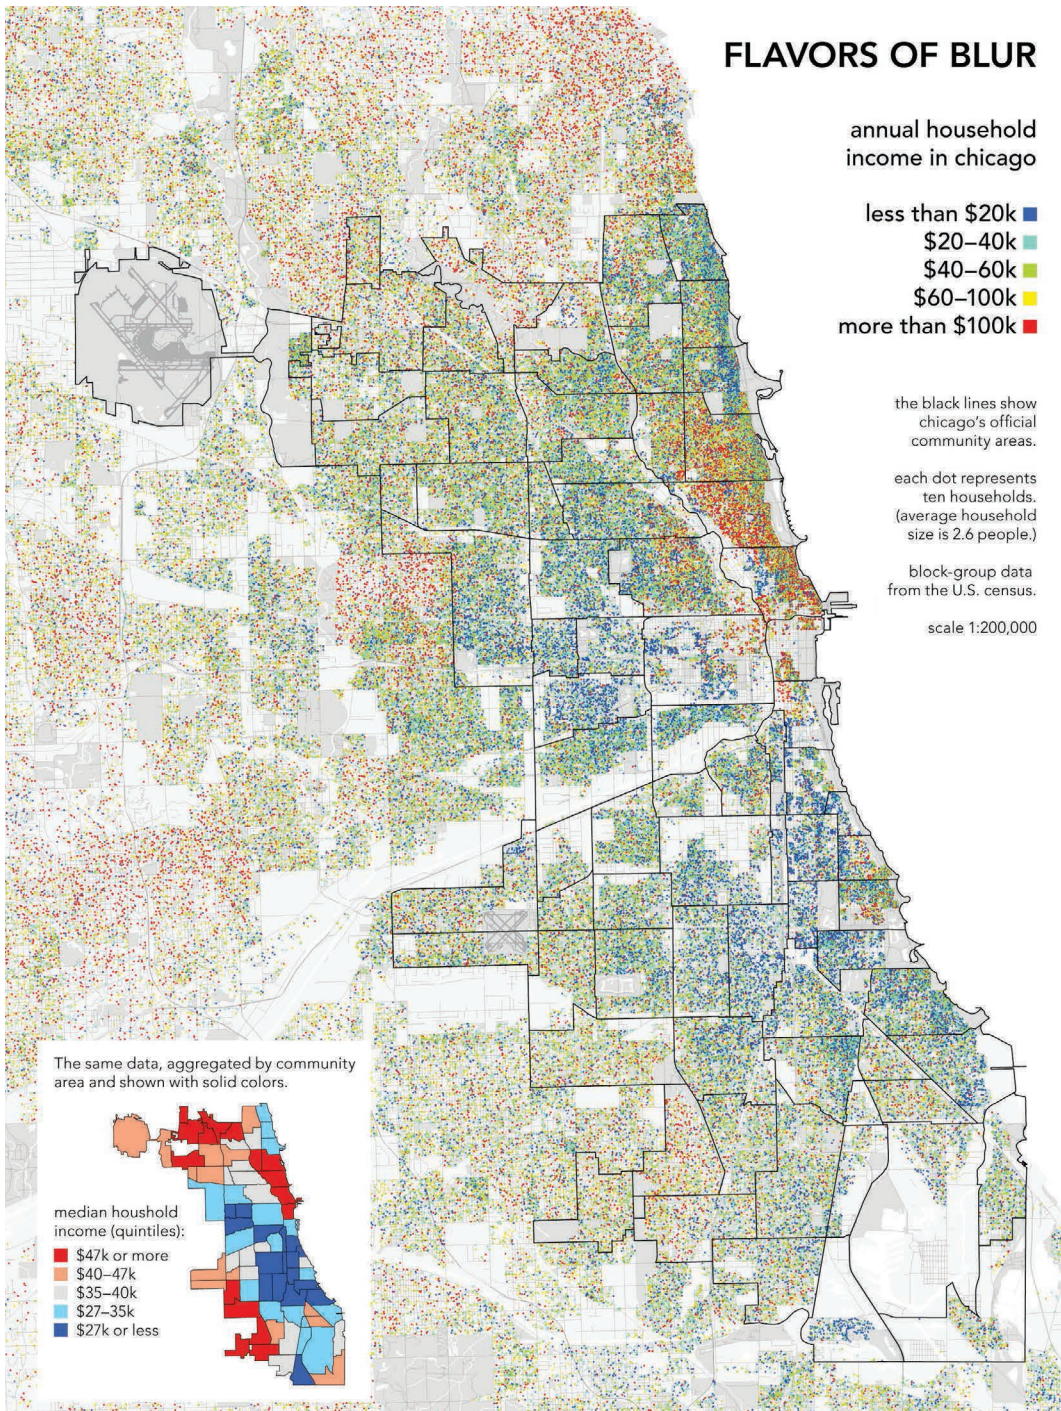 FLAVORS OF BLUR
annual household
income in chicago
less than $20k
$20–40k
$40–60k
$60–100k
more than $100k
the black lines show
chicago's official
community areas.
each dot represents
ten households.
(average household
size is 2.6 people.)
block-group data
from the U.S. census.
scale 1:200,000
The same data, aggregated by community
area and shown with solid colors.
median houshold
income (quintiles):
$47k or more
$40–47k
$35–40k
$27–35k
$27k or less